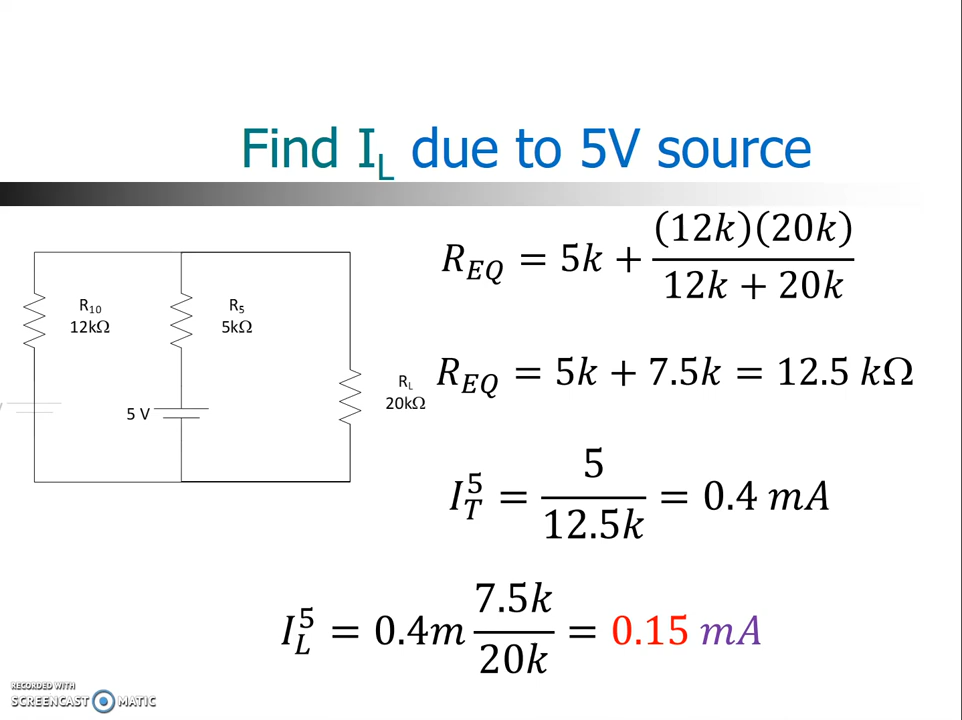 Find I_L due to 5V source
R_EQ = 5k + (12k)(20k) / 12k + 20k
R₁₀
12kΩ
R₅
5kΩ
R_EQ = 5k + 7.5k = 12.5 kΩ
R_L
20kΩ
5 V
I_T^5 = 5 / 12.5k = 0.4 mA
I_L^5 = 0.4m 7.5k / 20k = 0.15 mA
RECORDED WITH
SCREENCAST MATIC